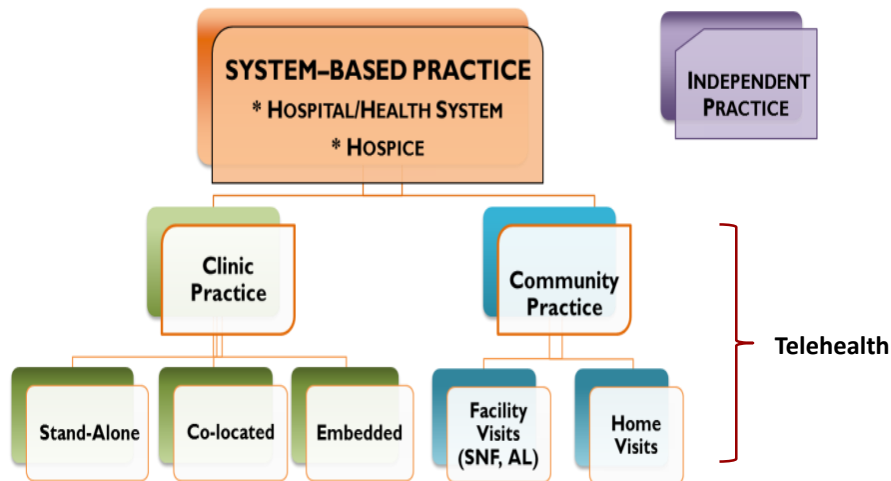 SYSTEM–BASED PRACTICE
* HOSPITAL/HEALTH SYSTEM
* HOSPICE
INDEPENDENT
PRACTICE
Clinic
Practice
Community
Practice
Telehealth
Stand-Alone
Co-located
Embedded
Facility
Visits
(SNF, AL)
Home
Visits